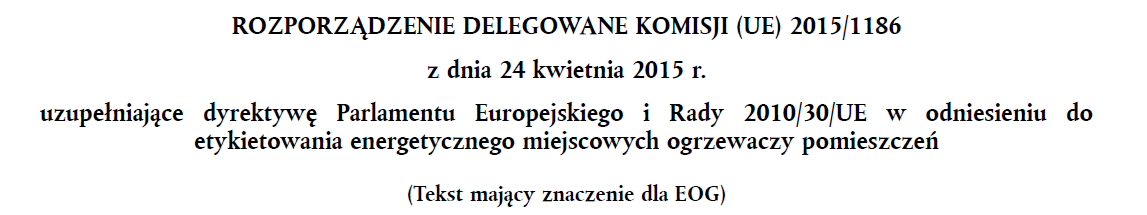 ROZPORZĄDZENIE DELEGOWANE KOMISJI (UE) 2015/1186
z dnia 24 kwietnia 2015 r.
uzupełniające dyrektywę Parlamentu Europejskiego i Rady 2010/30/UE w odniesieniu do
etykietowania energetycznego miejscowych ogrzewaczy pomieszczeń
(Tekst mający znaczenie dla EOG)